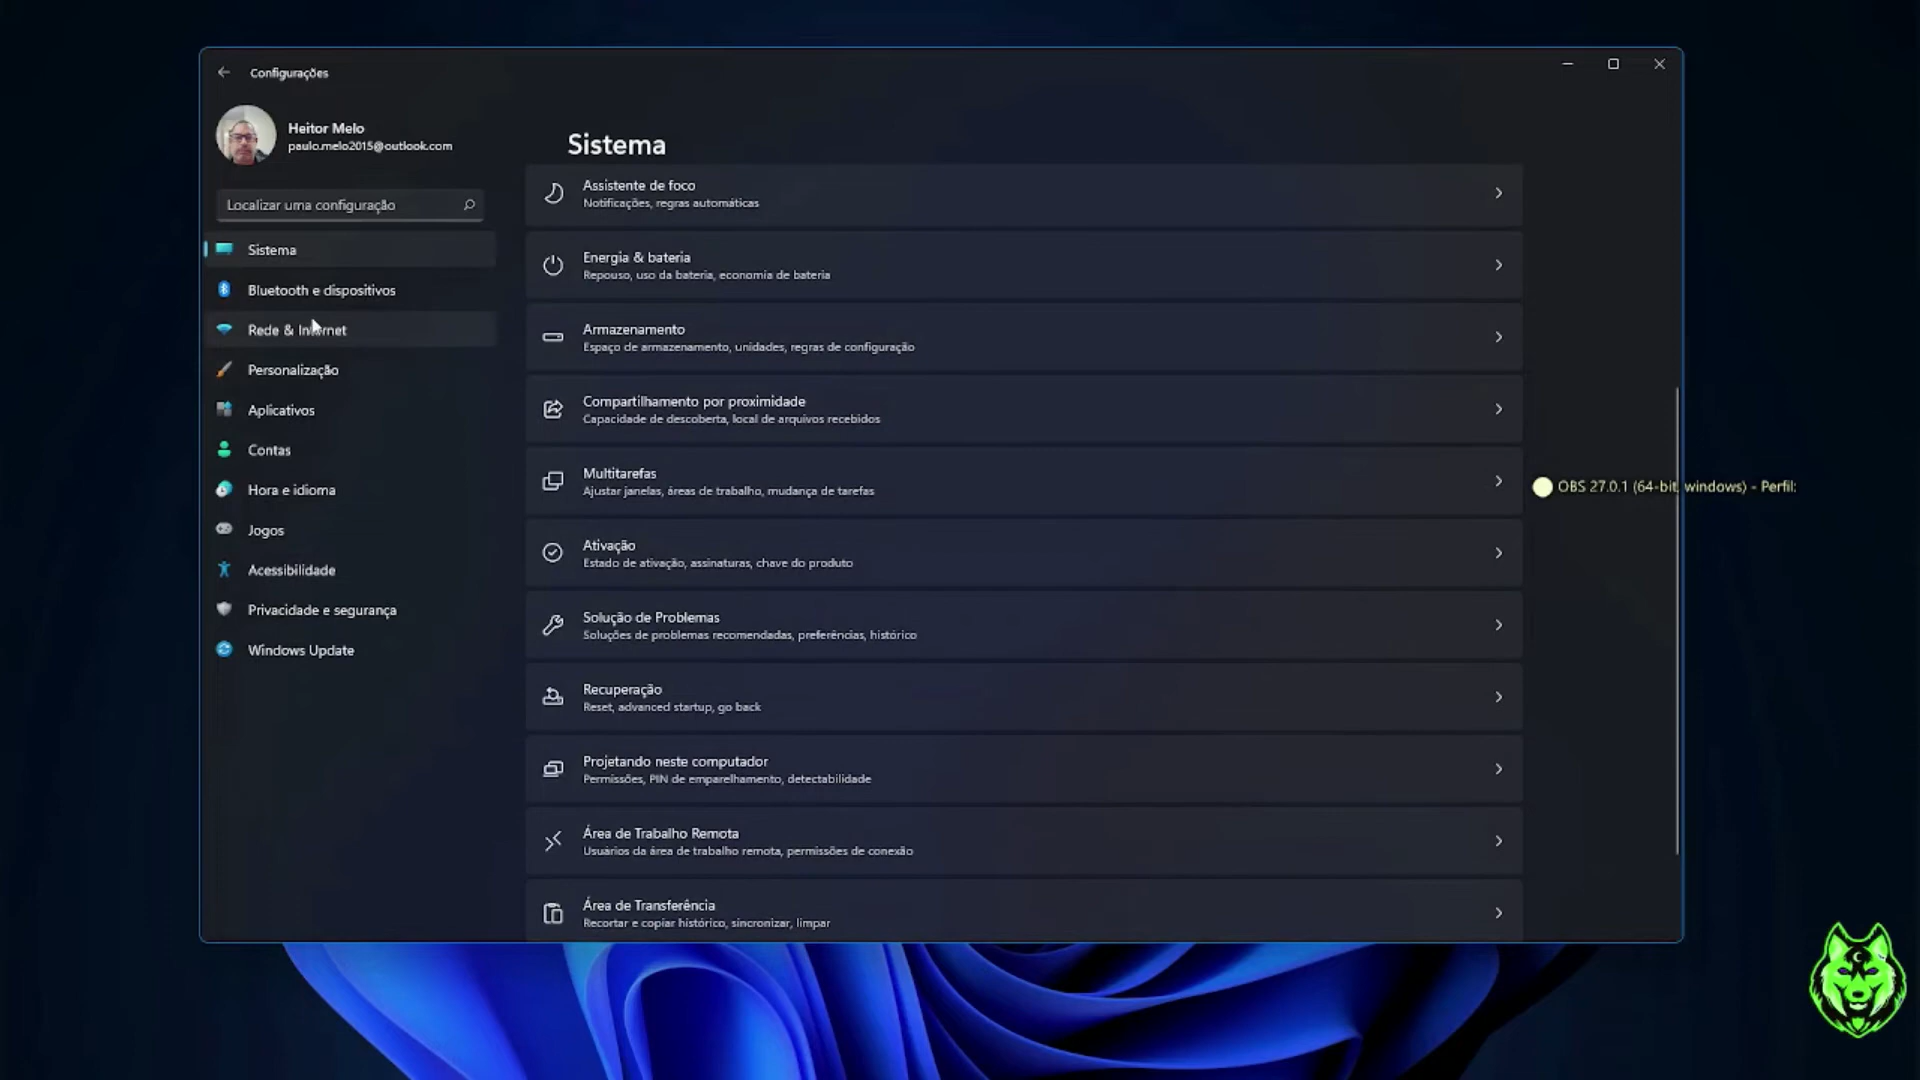 Configurações
Heitor Melo
paulo.melo2015@outlook.com
Localizar uma configuração
Sistema
Bluetooth e dispositivos
Rede & Internet
Personalização
Aplicativos
Contas
Hora e idioma
Jogos
Acessibilidade
Privacidade e segurança
Windows Update
Sistema
Assistente de foco
Notificações, regras automáticas
Energia & bateria
Repouso, uso da bateria, economia de bateria
Armazenamento
Espaço de armazenamento, unidades, regras de configuração
Compartilhamento por proximidade
Capacidade de descoberta, local de arquivos recebidos
Multitarefas
Ajustar janelas, áreas de trabalho, mudança de tarefas
Ativação
Estado de ativação, assinaturas, chave do produto
Solução de Problemas
Soluções de problemas recomendadas, preferências, histórico
Recuperação
Reset, advanced startup, go back
Projetando neste computador
Permissões, PIN de emparelhamento, detectabilidade
Área de Trabalho Remota
Usuários da área de trabalho remota, permissões de conexão
Área de Transferência
Recortar e copiar histórico, sincronizar, limpar
OBS 27.0.1 (64-bit, windows) - Perfil: